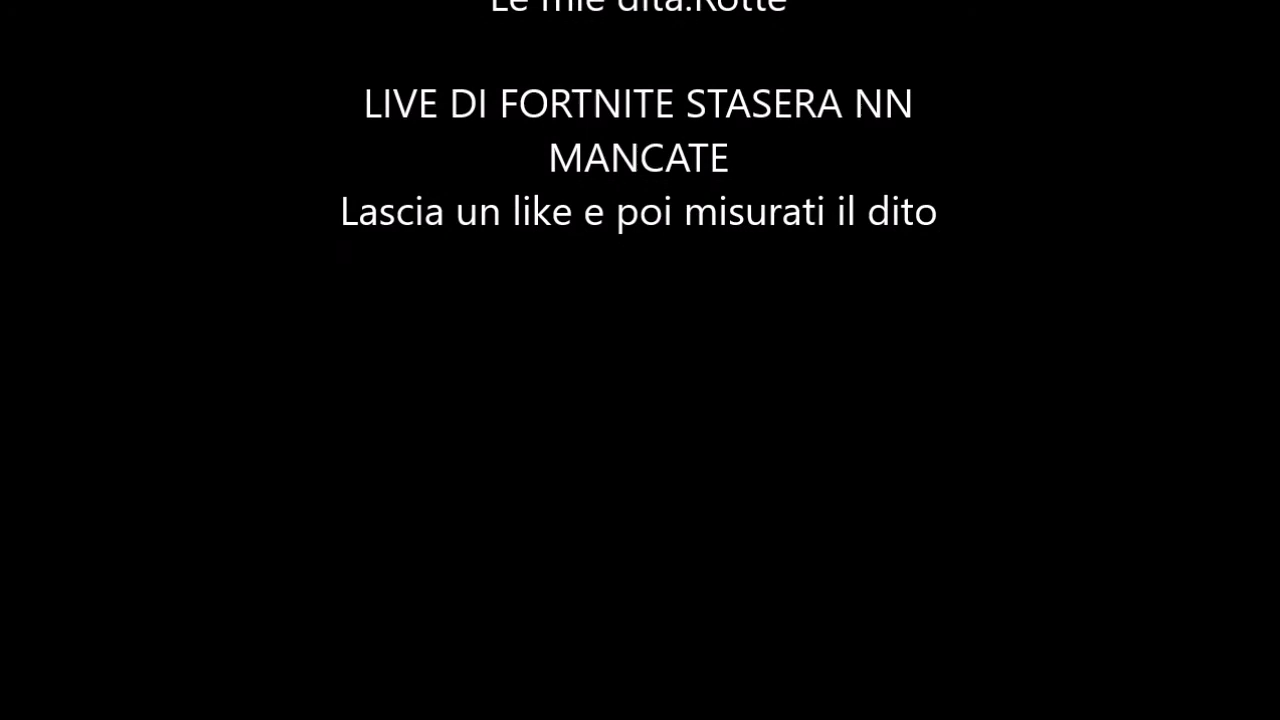 Le mie dita:Rotte
LIVE DI FORTNITE STASERA NN
MANCATE
Lascia un like e poi misurati il dito